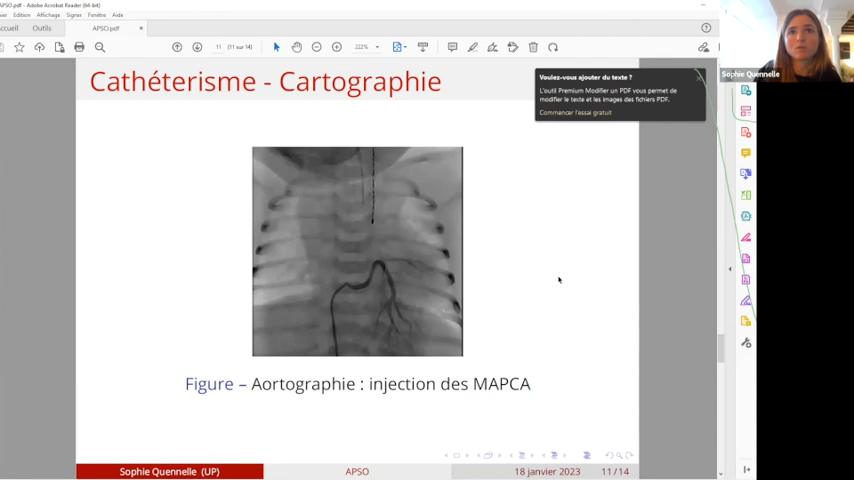 APSO.pdf - Adobe Acrobat Reader (64-bit)
Edition Affichage Signer Fenêtre Aide
Accueil Outils APSO.pdf ×
11 (11 sur 14) 222%
Cathéterisme - Cartographie
Voulez-vous ajouter du texte ?
L'outil Premium Modifier un PDF vous permet de
modifier le texte et les images des fichiers PDF.
Commencer l'essai gratuit
Sophie Quennelle
Figure – Aortographie : injection des MAPCA
Sophie Quennelle (UP) APSO 18 janvier 2023 11/14